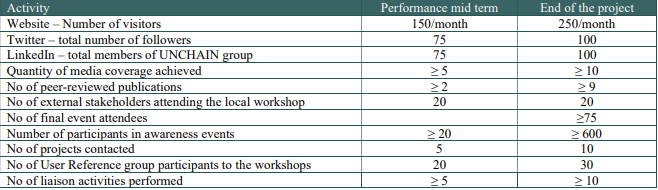 Activity Performance mid term End of the project
Website – Number of visitors 150/month 250/month
Twitter – total number of followers 75 100
LinkedIn – total members of UNCHAIN group 75 100
Quantity of media coverage achieved ≥ 5 ≥ 10
No of peer-reviewed publications ≥ 2 ≥ 9
No of external stakeholders attending the local workshop 20 20
No of final event attendees ≥75
Number of participants in awareness events ≥ 20 ≥ 600
No of projects contacted 5 10
No of User Reference group participants to the workshops 20 30
No of liaison activities performed ≥ 5 ≥ 10